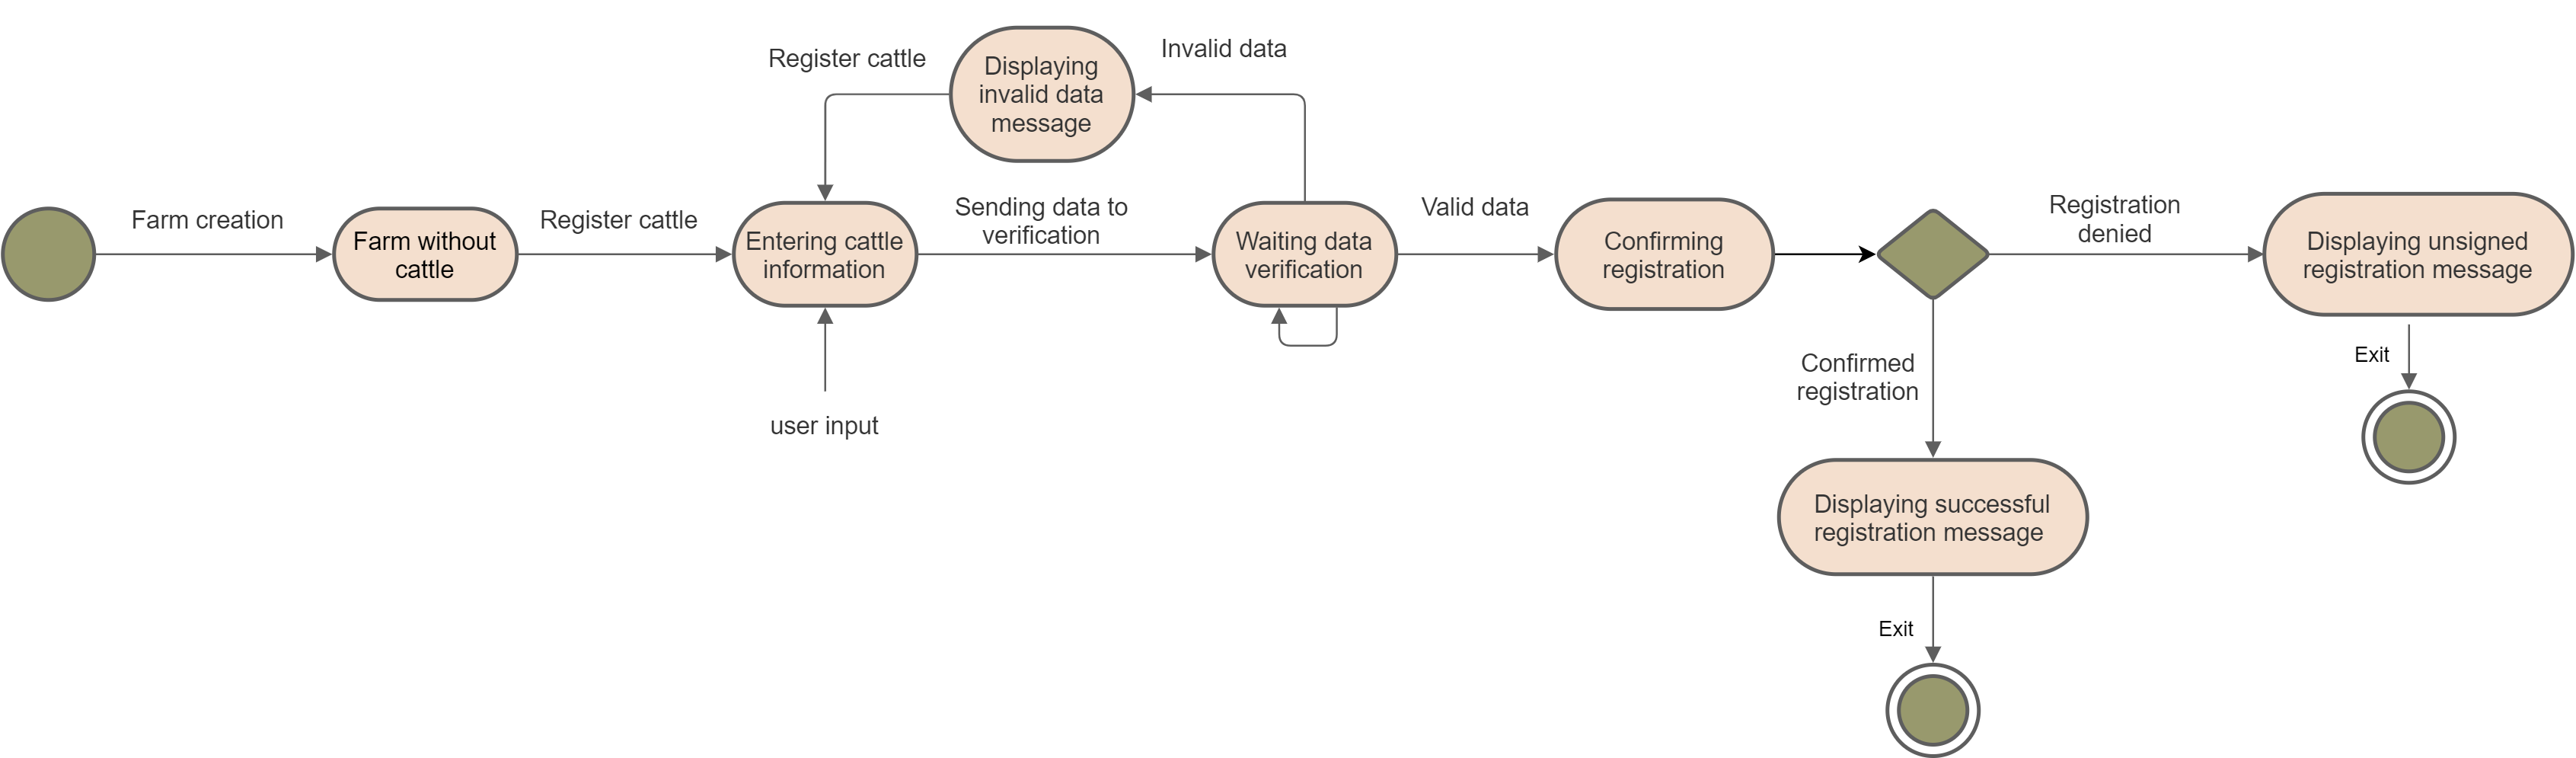 Register cattle
Displaying
invalid data
message
Invalid data
Farm creation
Farm without
cattle
Register cattle
Entering cattle
information
Sending data to
verification
Waiting data
verification
Valid data
Confirming
registration
Registration
denied
Displaying unsigned
registration message
Exit
user input
Confirmed
registration
Displaying successful
registration message
Exit